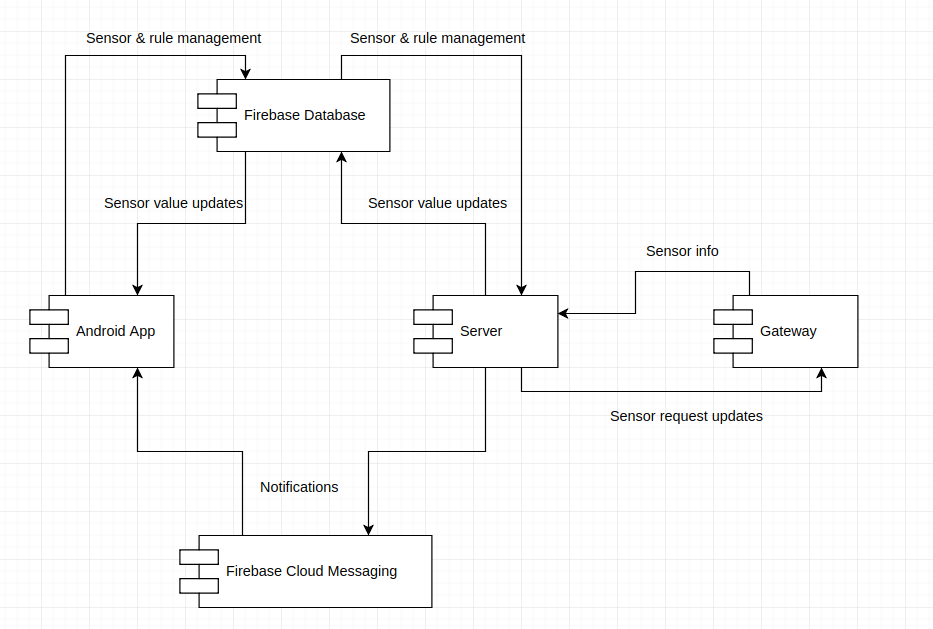 Sensor & rule management
Sensor & rule management
Firebase Database
Sensor value updates
Sensor value updates
Sensor info
Android App
Server
Gateway
Sensor request updates
Notifications
Firebase Cloud Messaging